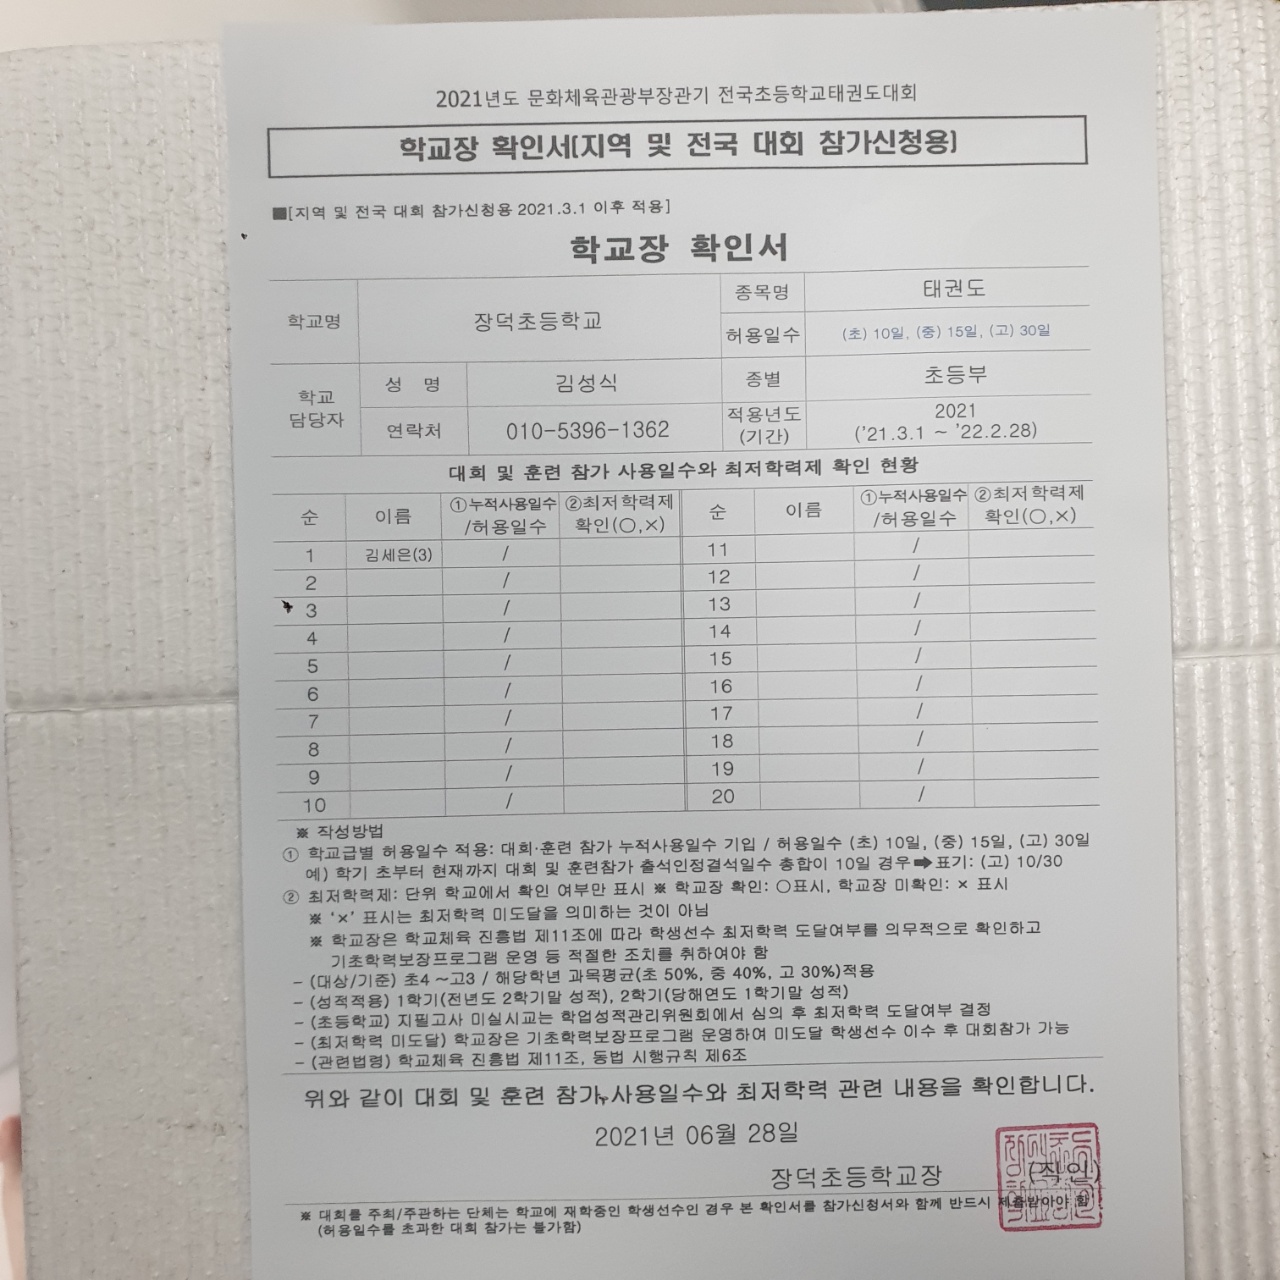 2021년도 문화체육관광부장관기 전국초등학교태권도대회
학교장 확인서(지역 및 전국 대회 참가신청용)
■[지역 및 전국 대회 참가신청용 2021.3.1 이후 적용]
학교장 확인서
학교명 장덕초등학교 종목명 태권도
허용일수 (초) 10일, (중) 15일, (고) 30일
학교 담당자 성 명 김성식 종별 초등부
연락처 010-5396-1362 적용년도 (기간) 2021 ('21.3.1 ~ '22.2.28)
대회 및 훈련 참가 사용일수와 최저학력제 확인 현황
순 이름 ①누적사용일수 /허용일수 ②최저학력제 확인(○,×) 순 이름 ①누적사용일수 /허용일수 ②최저학력제 확인(○,×)
1 김세은(3) / 11 /
2 / 12 /
3 / 13 /
4 / 14 /
5 / 15 /
6 / 16 /
7 / 17 /
8 / 18 /
9 / 19 /
10 / 20 /
※ 작성방법
① 학교급별 허용일수 적용: 대회·훈련 참가 누적사용일수 기입 / 허용일수 (초) 10일, (중) 15일, (고) 30일
예) 학기 초부터 현재까지 대회 및 훈련참가 출석인정결석일수 총합이 10일 경우➡표기: (고) 10/30
② 최저학력제: 단위 학교에서 확인 여부만 표시 ※ 학교장 확인: ○표시, 학교장 미확인: × 표시
※ '×' 표시는 최저학력 미도달을 의미하는 것이 아님
※ 학교장은 학교체육 진흥법 제11조에 따라 학생선수 최저학력 도달여부를 의무적으로 확인하고
기초학력보장프로그램 운영 등 적절한 조치를 취하여야 함
- (대상/기준) 초4 ~고3 / 해당학년 과목평균(초 50%, 중 40%, 고 30%)적용
- (성적적용) 1학기(전년도 2학기말 성적), 2학기(당해연도 1학기말 성적)
- (초등학교) 지필고사 미실시교는 학업성적관리위원회에서 심의 후 최저학력 도달여부 결정
- (최저학력 미도달) 학교장은 기초학력보장프로그램 운영하여 미도달 학생선수 이수 후 대회참가 가능
- (관련법령) 학교체육 진흥법 제11조, 동법 시행규칙 제6조
위와 같이 대회 및 훈련 참가 사용일수와 최저학력 관련 내용을 확인합니다.
2021년 06월 28일
장덕초등학교장 (직인)
※ 대회를 주최/주관하는 단체는 학교에 재학중인 학생선수인 경우 본 확인서를 참가신청서와 함께 반드시 제출받아야 함
(허용일수를 초과한 대회 참가는 불가함)